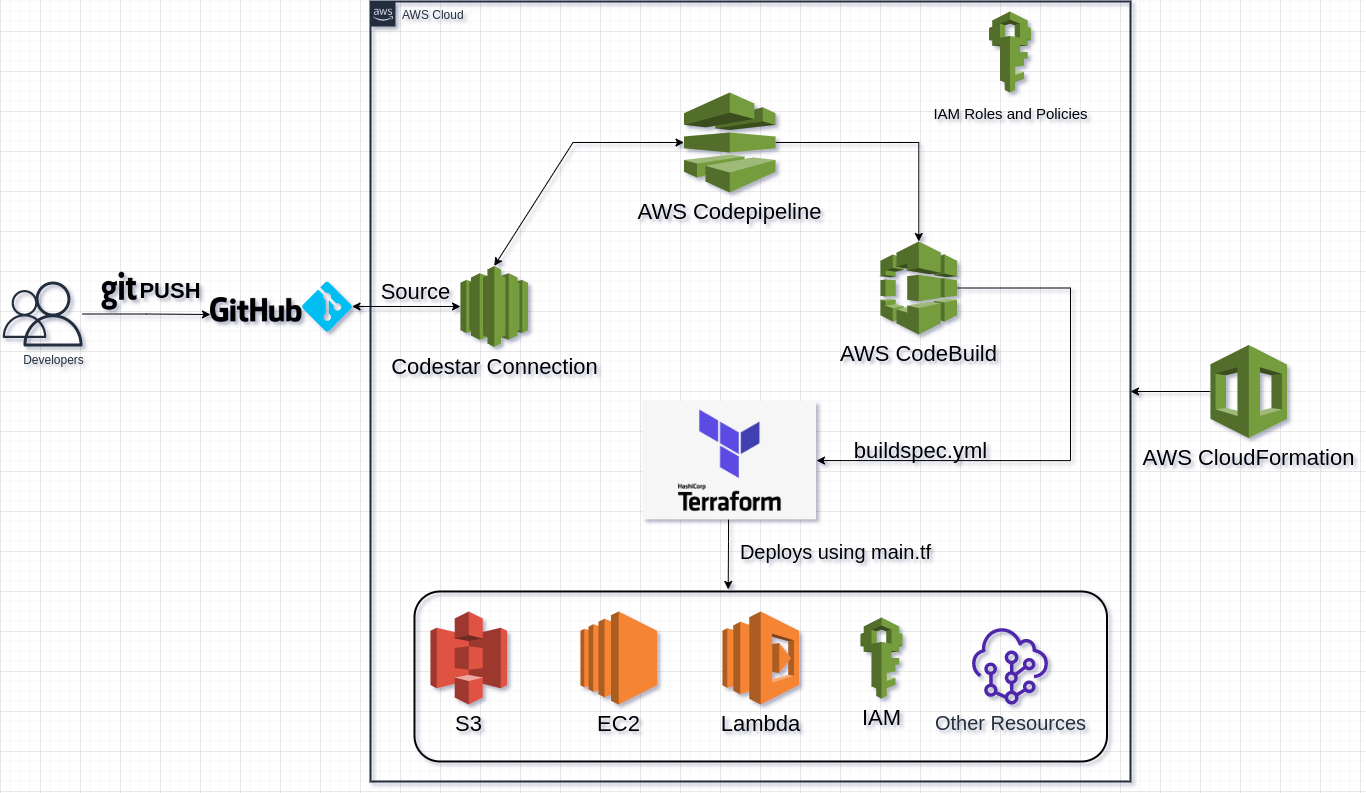 aws
AWS Cloud
IAM Roles and Policies
AWS Codepipeline
git PUSH
GitHub
Developers
Source
Codestar Connection
AWS CodeBuild
AWS CloudFormation
buildspec.yml
HashiCorp
Terraform
Deploys using main.tf
S3
EC2
Lambda
IAM
Other Resources